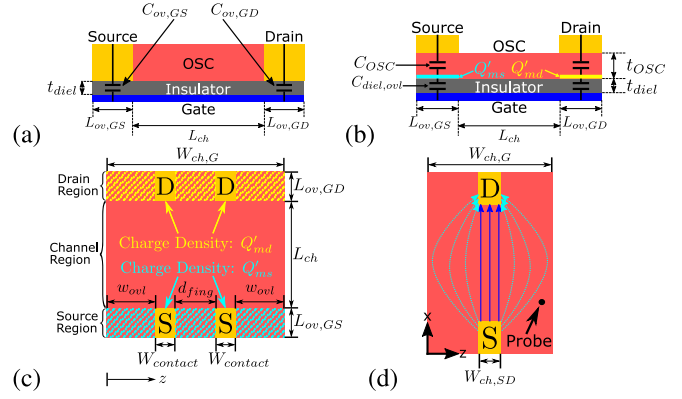 C_{ov,GS} C_{ov,GD}
Source Drain
OSC
t_{diel}
Insulator
Gate
L_{ov,GS} L_{ov,GD}
L_{ch}
(a)
Source Drain
OSC
C_{OSC} Q'_{ms} Q'_{md} t_{OSC}
C_{diel,ovl} Insulator t_{diel}
Gate
L_{ov,GS} L_{ov,GD}
L_{ch}
(b)
W_{ch,G}
Drain
Region
D D
L_{ov,GD}
Channel
Region
Charge Density: Q'_{md}
Charge Density: Q'_{ms}
L_{ch}
w_{ovl} d_{fing} w_{ovl}
Source
Region
S S
L_{ov,GS}
W_{contact} W_{contact}
(c)
z
W_{ch,G}
D
x
Probe
S
z
W_{ch,SD}
(d)